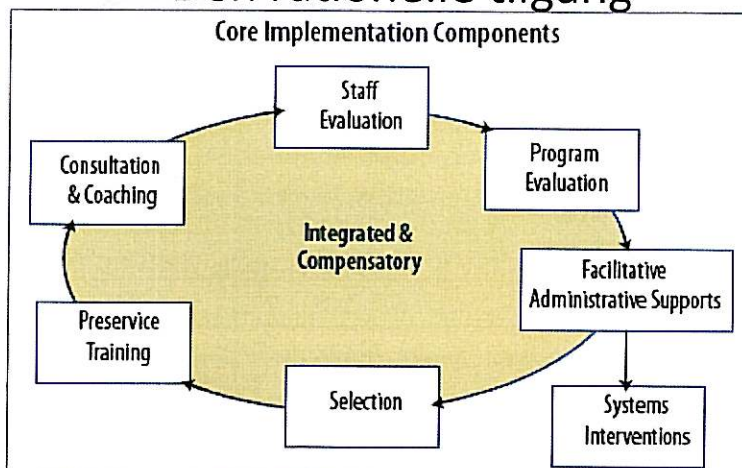 Core Implementation Components
Staff
Evaluation
Program
Evaluation
Facilitative
Administrative Supports
Systems
Interventions
Selection
Preservice
Training
Consultation
& Coaching
Integrated &
Compensatory